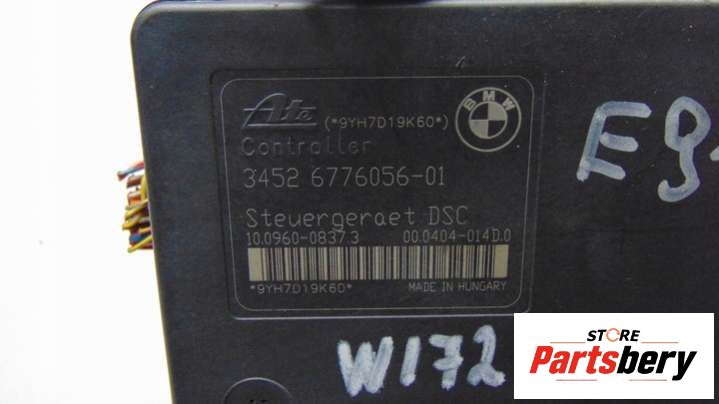 Ate (*9YH7D19K60*)
BMW
Controller
3452 6776056-01
Steuergeraet DSC
10.0960-0837.3 00.0404-014D.0
*9YH7D19K60* MADE IN HUNGARY
W172
STORE
Partsbery